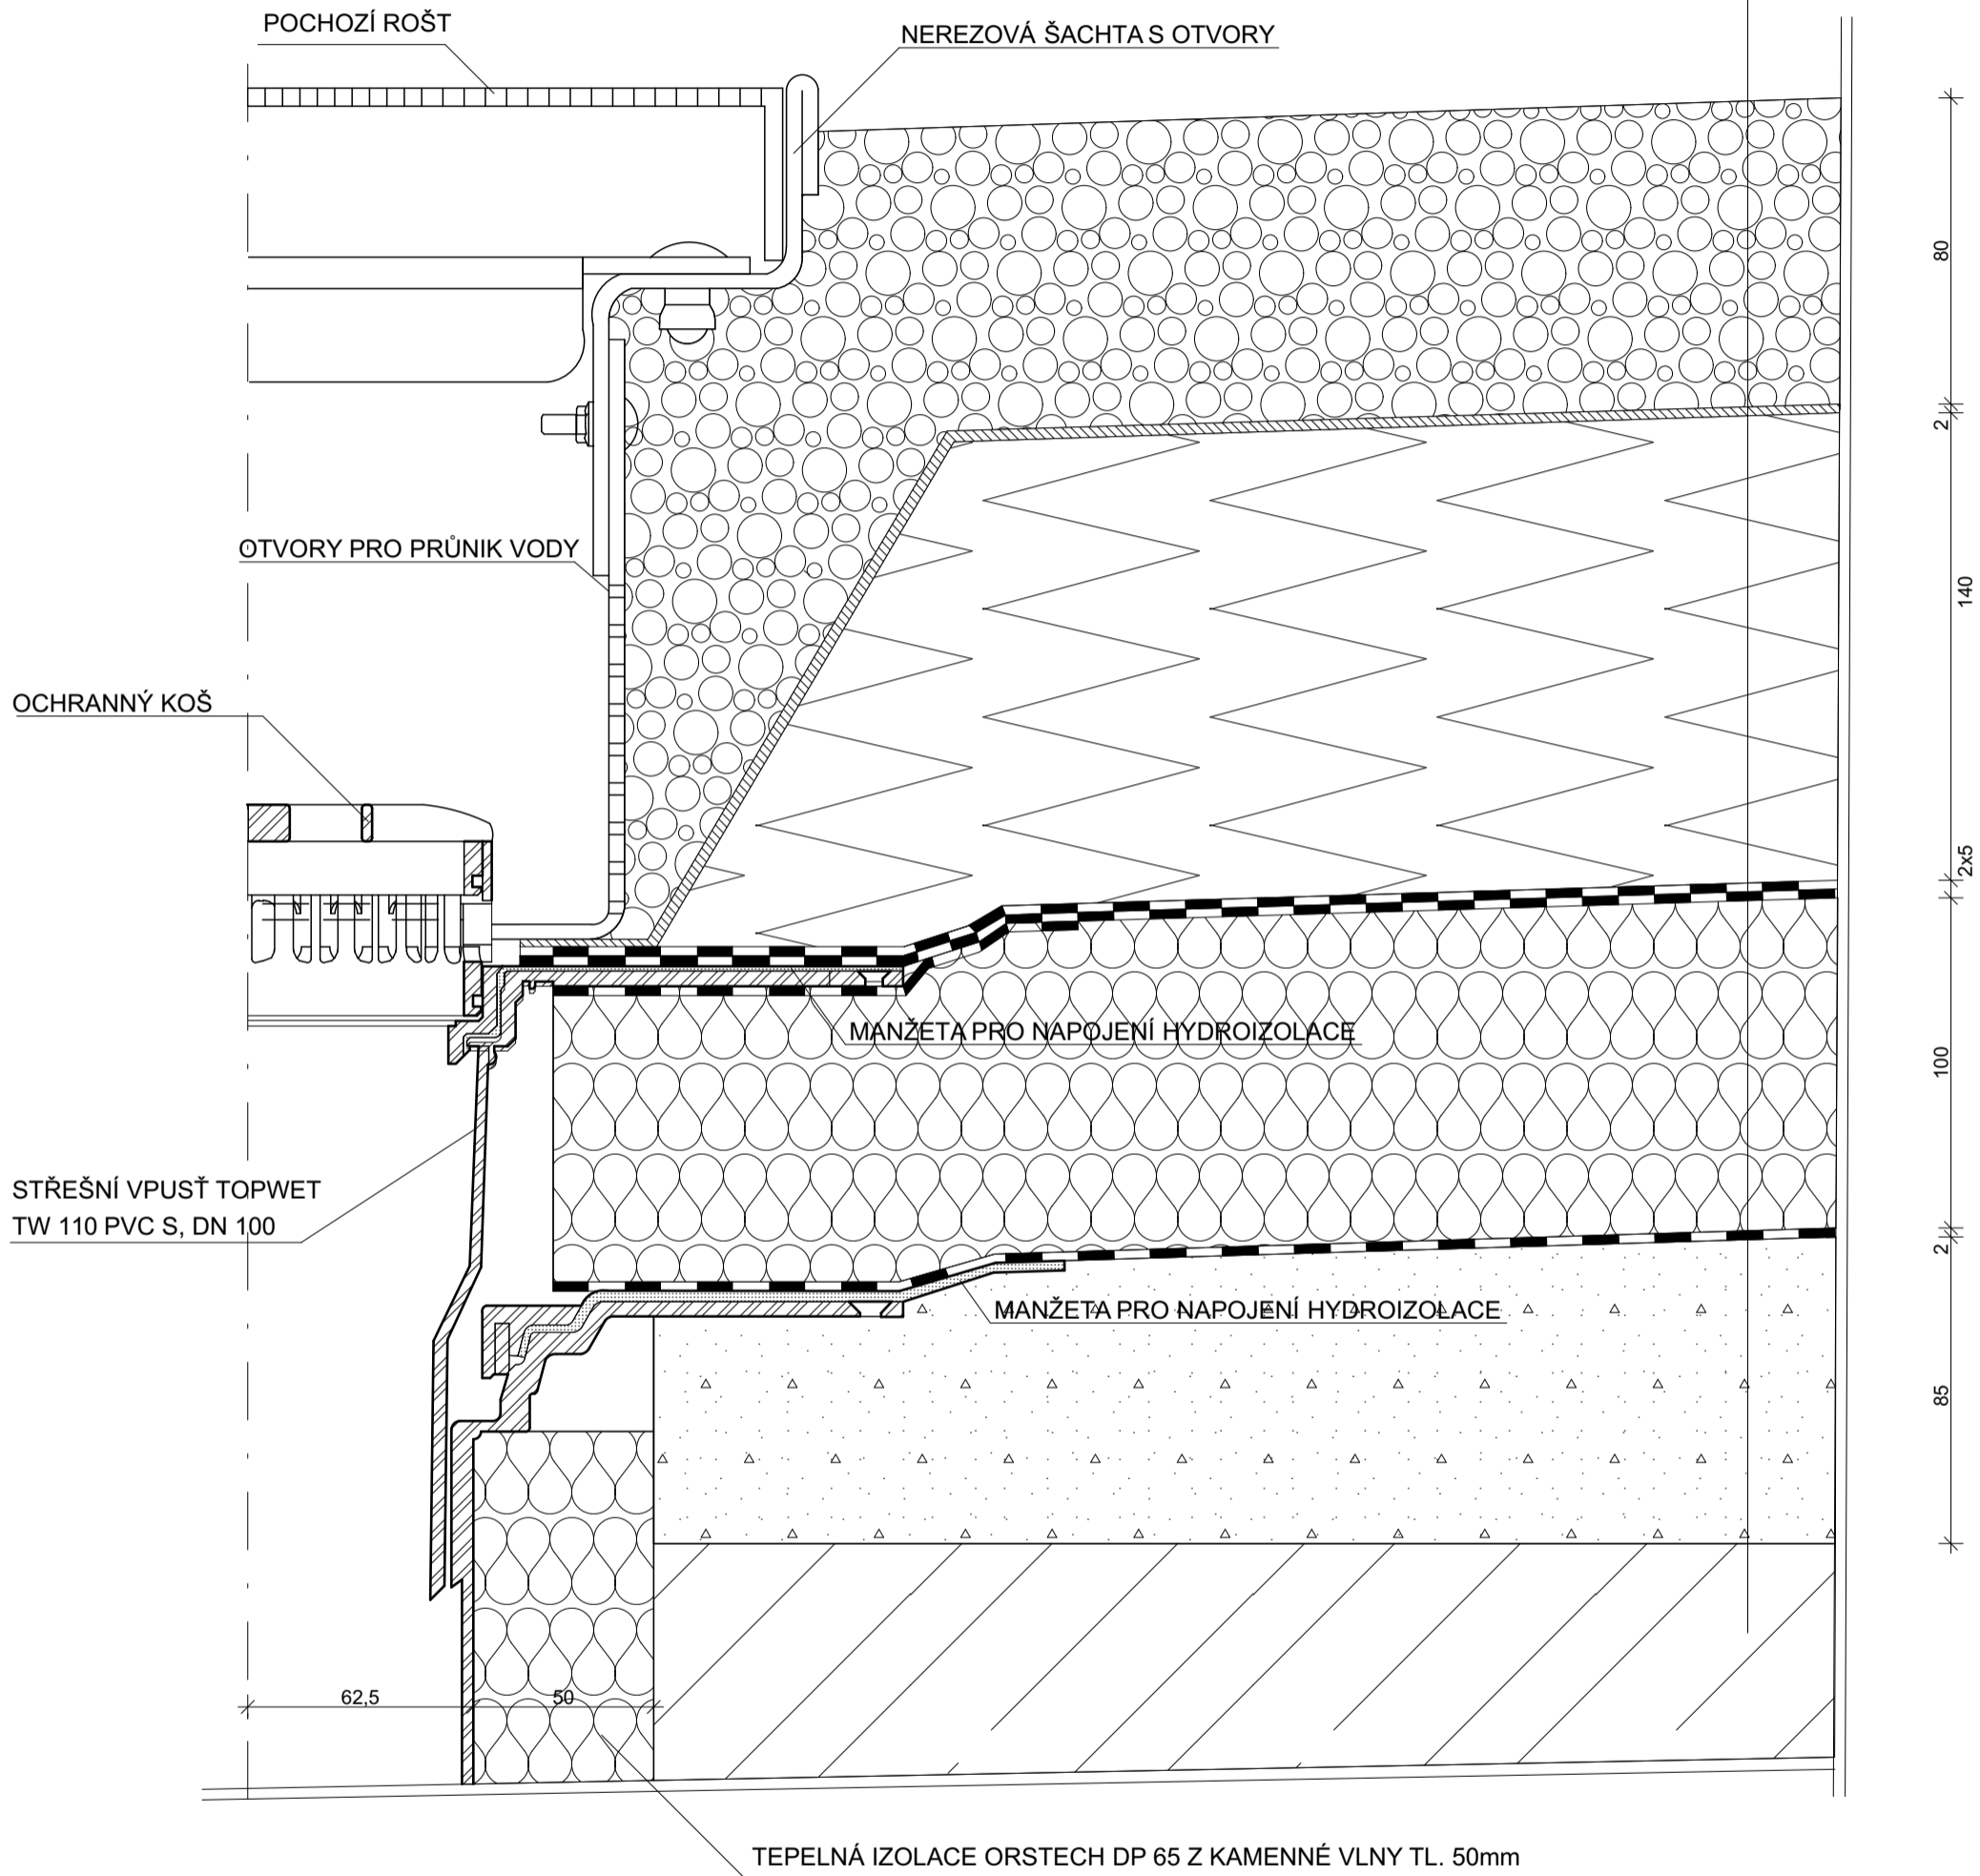 POCHOZÍ ROŠT
NEREZOVÁ ŠACHTA S OTVORY
80
2
OTVORY PRO PRŮNIK VODY
140
OCHRANNÝ KOŠ
2x5
MANŽETA PRO NAPOJENÍ HYDROIZOLACE
100
STŘEŠNÍ VPUSŤ TOPWET
TW 110 PVC S, DN 100
2
MANŽETA PRO NAPOJENÍ HYDROIZOLACE
85
62,5
50
TEPELNÁ IZOLACE ORSTECH DP 65 Z KAMENNÉ VLNY TL. 50mm